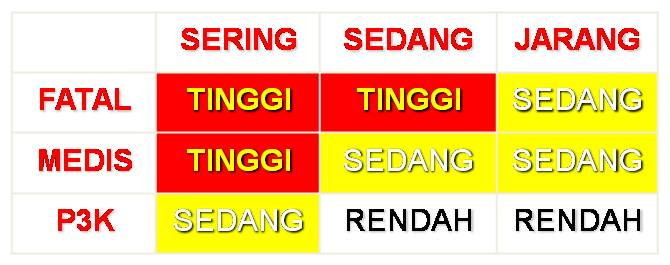 SERING SEDANG JARANG
FATAL TINGGI TINGGI SEDANG
MEDIS TINGGI SEDANG SEDANG
P3K SEDANG RENDAH RENDAH